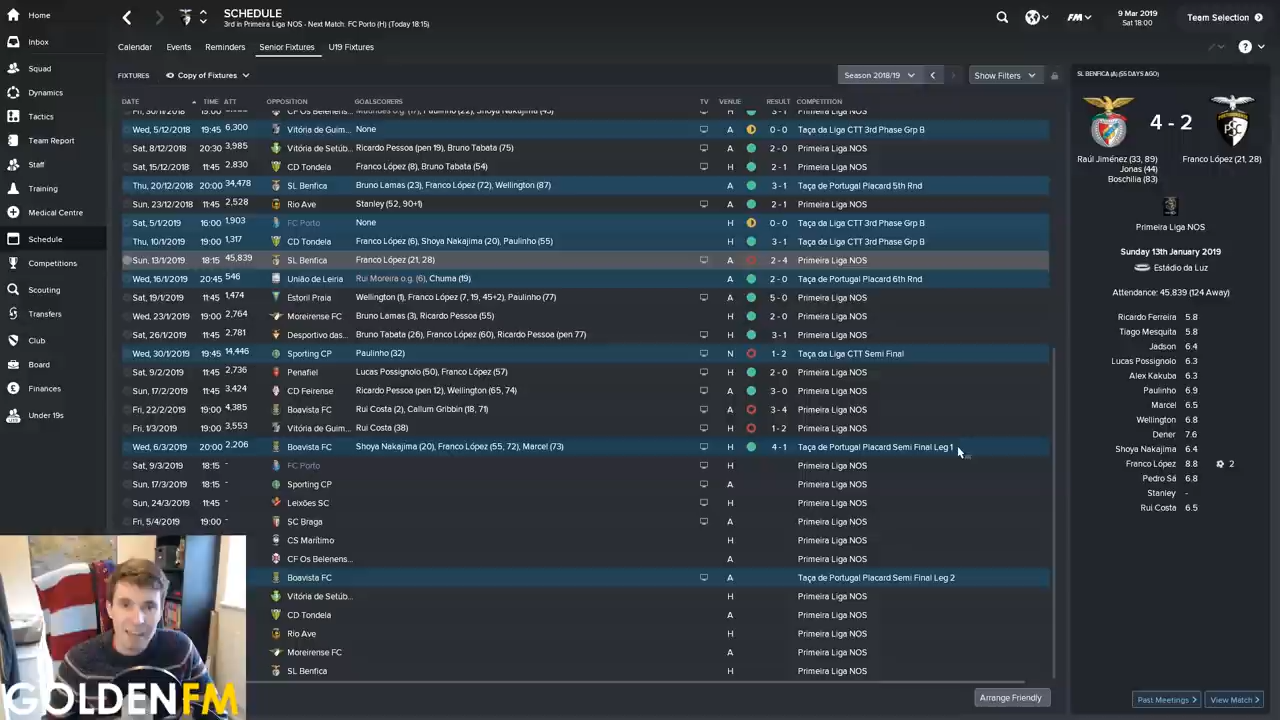 Home
Inbox
Squad
Dynamics
Tactics
Team Report
Staff
Training
Medical Centre
Schedule
Competitions
Scouting
Transfers
Club
Board
Finances
Under 19s
SCHEDULE
3rd in Primeira Liga NOS - Next Match: FC Porto (H) (Today 18:15)
FM
9 Mar 2019
Sat 18:00
Team Selection
Calendar Events Reminders Senior Fixtures U19 Fixtures
FIXTURES Copy of Fixtures Season 2018/19 Show Filters
DATE TIME ATT OPPOSITION GOALSCORERS TV VENUE RESULT COMPETITION
Wed, 5/12/2018 19:45 6,300 Vitória de Guim... None A 0 - 0 Taça da Liga CTT 3rd Phase Grp B
Sat, 8/12/2018 20:30 3,985 Vitória de Setúb... Ricardo Pessoa (pen 19), Bruno Tabata (75) A 2 - 0 Primeira Liga NOS
Sat, 15/12/2018 11:45 2,830 CD Tondela Franco López (8), Bruno Tabata (54) H 2 - 1 Primeira Liga NOS
Thu, 20/12/2018 20:00 34,478 SL Benfica Bruno Lamas (23), Franco López (72), Wellington (87) A 3 - 1 Taça de Portugal Placard 5th Rnd
Sun, 23/12/2018 11:45 2,528 Rio Ave Stanley (52, 90+1) A 2 - 1 Primeira Liga NOS
Sat, 5/1/2019 16:00 1,903 FC Porto None H 0 - 0 Taça da Liga CTT 3rd Phase Grp B
Thu, 10/1/2019 19:00 1,317 CD Tondela Franco López (6), Shoya Nakajima (20), Paulinho (55) H 3 - 1 Taça da Liga CTT 3rd Phase Grp B
Sun, 13/1/2019 18:15 45,839 SL Benfica Franco López (21, 28) A 2 - 4 Primeira Liga NOS
Wed, 16/1/2019 20:45 546 União de Leiria Rui Moreira o.g. (6), Chuma (19) A 2 - 0 Taça de Portugal Placard 6th Rnd
Sat, 19/1/2019 11:45 1,474 Estoril Praia Wellington (1), Franco López (7, 19, 45+2), Paulinho (77) A 5 - 0 Primeira Liga NOS
Wed, 23/1/2019 19:00 2,764 Moreirense FC Bruno Lamas (3), Ricardo Pessoa (55) H 2 - 0 Primeira Liga NOS
Sat, 26/1/2019 11:45 2,781 Desportivo das... Bruno Tabata (26), Franco López (60), Ricardo Pessoa (pen 77) H 3 - 1 Primeira Liga NOS
Wed, 30/1/2019 19:45 14,446 Sporting CP Paulinho (32) N 1 - 2 Taça da Liga CTT Semi Final
Sat, 9/2/2019 11:45 2,736 Penafiel Lucas Possignolo (50), Franco López (57) H 2 - 0 Primeira Liga NOS
Sun, 17/2/2019 11:45 3,424 CD Feirense Ricardo Pessoa (pen 12), Wellington (65, 74) A 3 - 0 Primeira Liga NOS
Fri, 22/2/2019 19:00 4,385 Boavista FC Rui Costa (2), Callum Gribbin (18, 71) A 3 - 4 Primeira Liga NOS
Fri, 1/3/2019 19:00 3,553 Vitória de Guim... Rui Costa (38) H 1 - 2 Primeira Liga NOS
Wed, 6/3/2019 20:00 2,206 Boavista FC Shoya Nakajima (20), Franco López (55, 72), Marcel (73) H 4 - 1 Taça de Portugal Placard Semi Final Leg 1
Sat, 9/3/2019 18:15 - FC Porto H Primeira Liga NOS
Sun, 17/3/2019 18:15 - Sporting CP A Primeira Liga NOS
Sun, 24/3/2019 11:45 - Leixões SC H Primeira Liga NOS
Fri, 5/4/2019 19:00 - SC Braga A Primeira Liga NOS
CS Marítimo H Primeira Liga NOS
CF Os Belenens... A Primeira Liga NOS
Boavista FC A Taça de Portugal Placard Semi Final Leg 2
Vitória de Setúb... H Primeira Liga NOS
CD Tondela A Primeira Liga NOS
Rio Ave H Primeira Liga NOS
Moreirense FC A Primeira Liga NOS
SL Benfica H Primeira Liga NOS
Arrange Friendly
SL BENFICA (A) (55 DAYS AGO)
4 - 2
Raúl Jiménez (33, 89) Franco López (21, 28)
Jonas (44)
Boschilia (83)
Primeira Liga NOS
Sunday 13th January 2019
Estádio da Luz
Attendance: 45,839 (124 Away)
Ricardo Ferreira 5.8
Tiago Mesquita 5.8
Jadson 6.4
Lucas Possignolo 6.3
Alex Kakuba 6.3
Paulinho 6.9
Marcel 6.5
Wellington 6.8
Dener 7.6
Shoya Nakajima 6.4
Franco López 8.8 2
Pedro Sá 6.8
Stanley -
Rui Costa 6.5
Past Meetings View Match
GOLDENFM